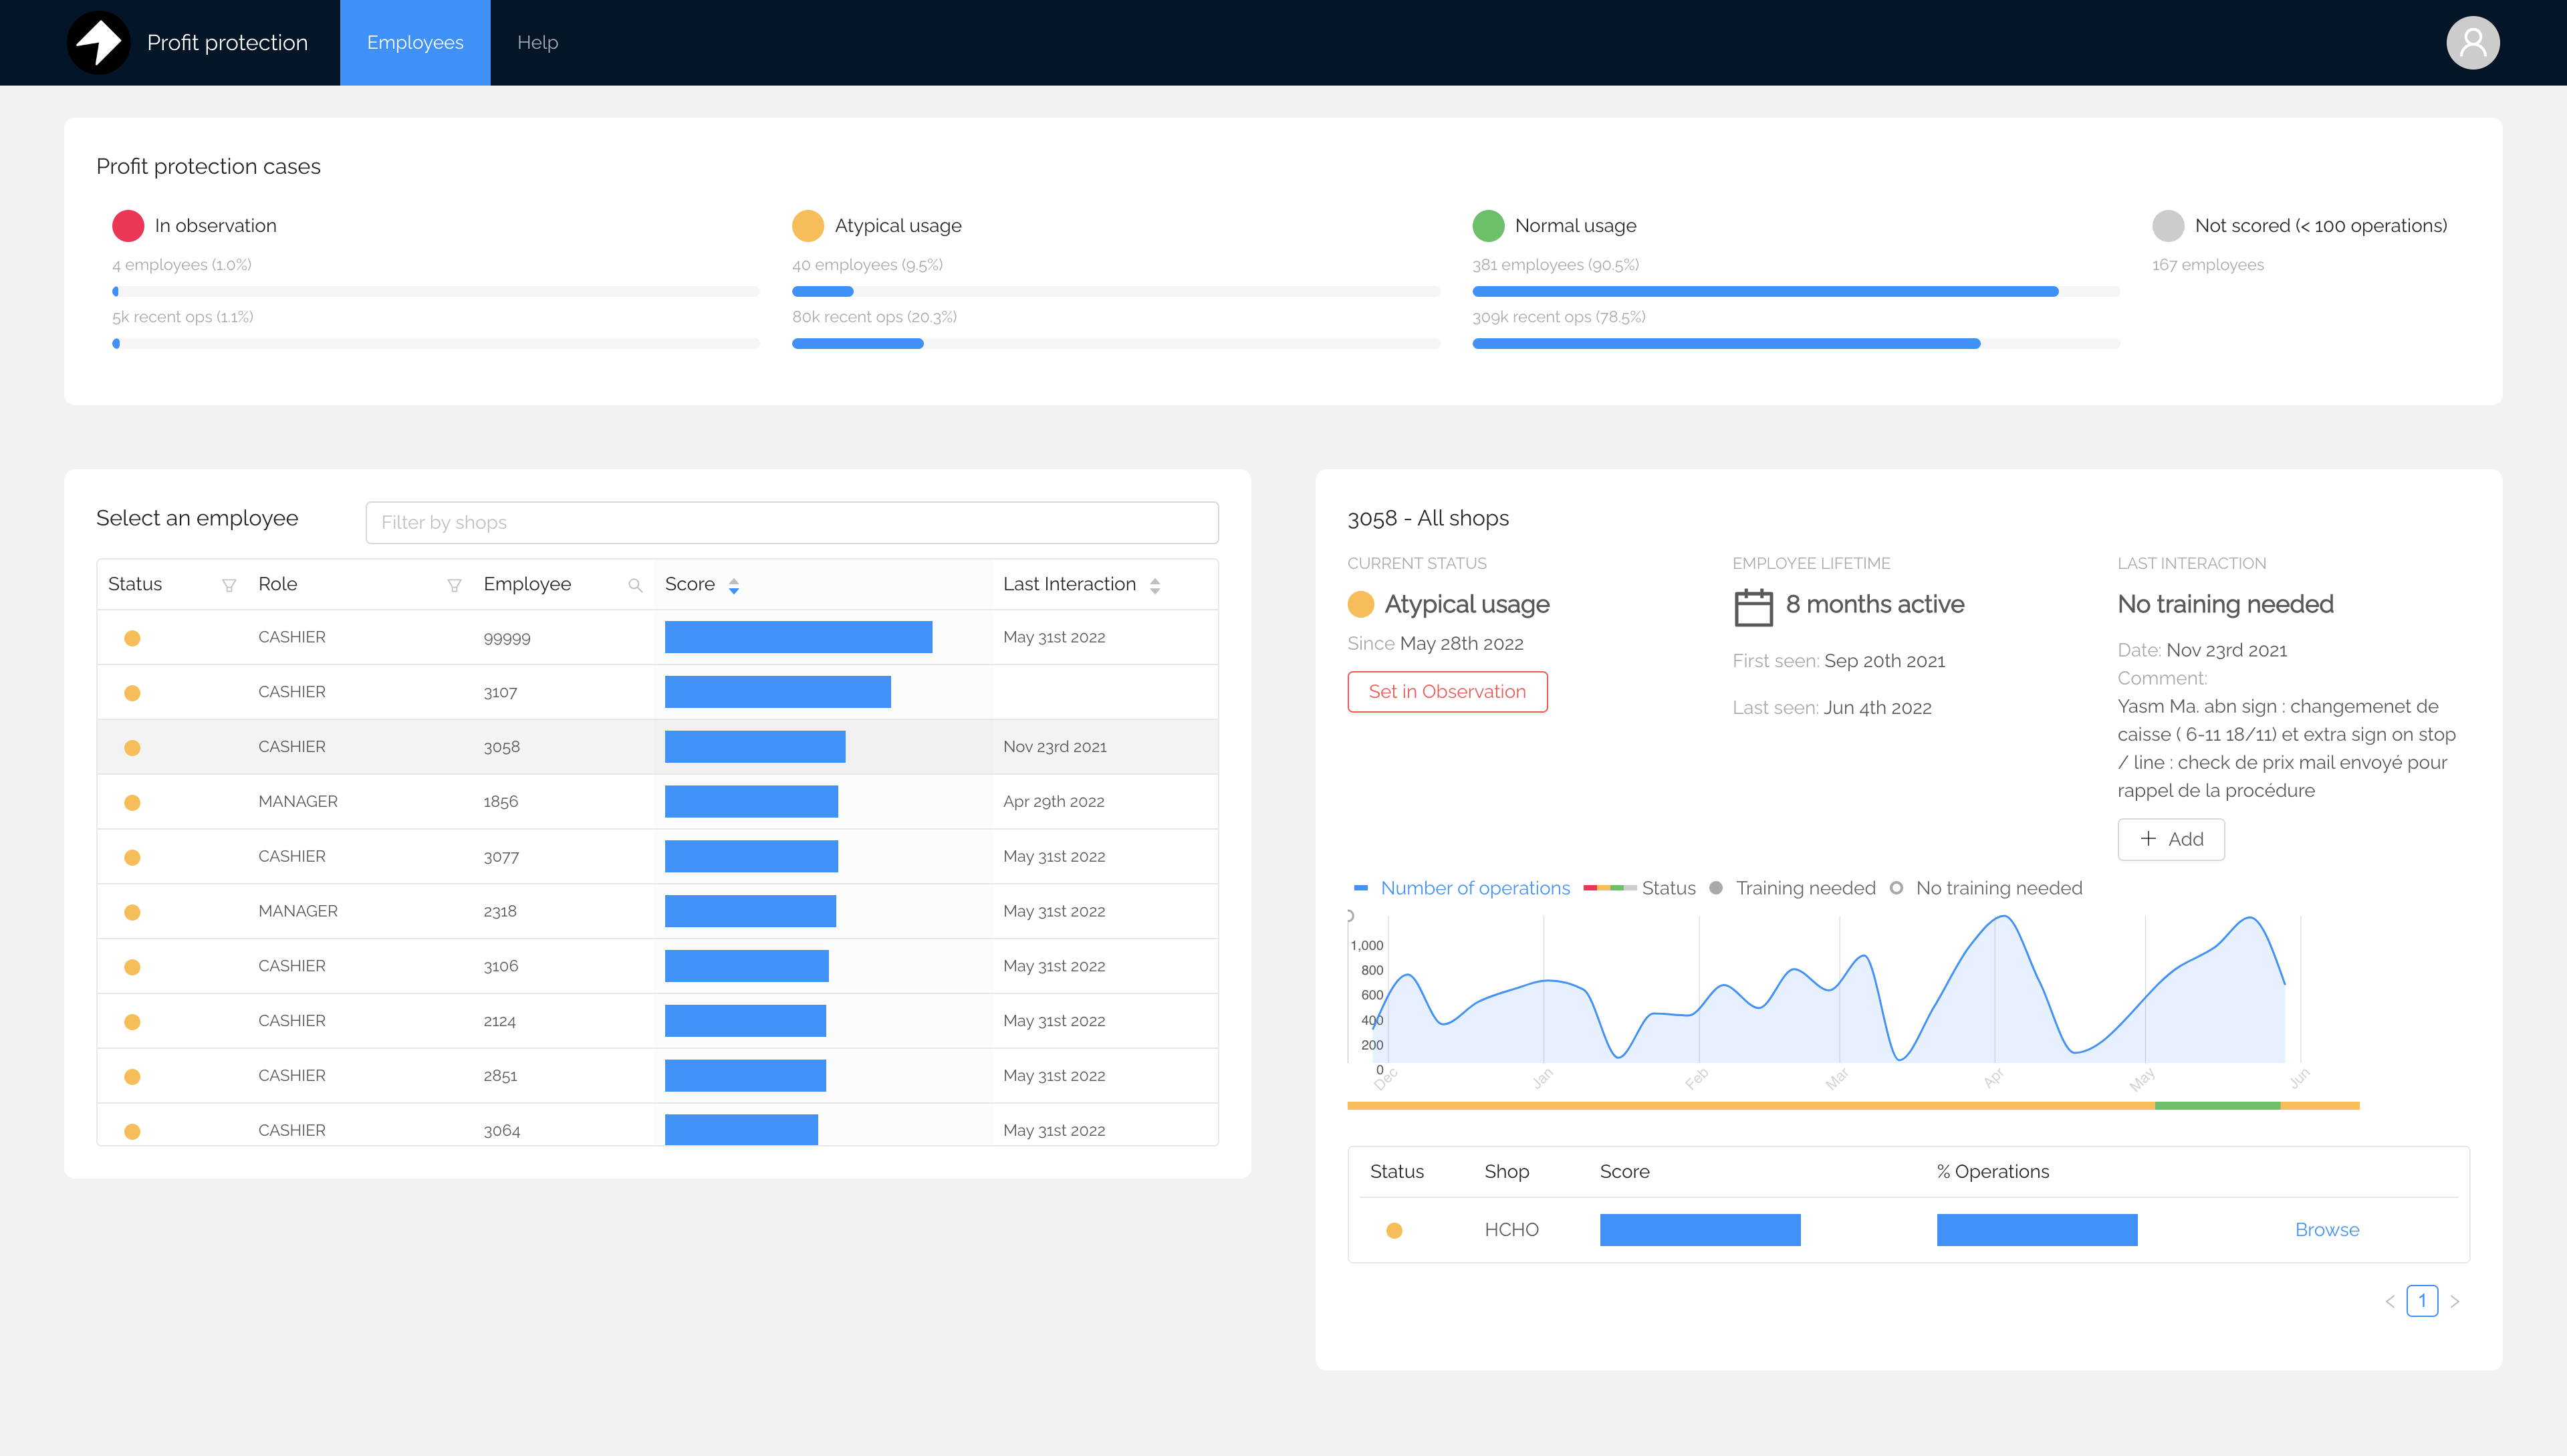 Profit protection
Employees
Help
Profit protection cases
In observation
4 employees (1.0%)
5k recent ops (1.1%)
Atypical usage
40 employees (9.5%)
80k recent ops (20.3%)
Normal usage
381 employees (90.5%)
309k recent ops (78.5%)
Not scored (< 100 operations)
167 employees
Select an employee
Filter by shops
Status Role Employee Score Last Interaction
CASHIER 99999 May 31st 2022
CASHIER 3107
CASHIER 3058 Nov 23rd 2021
MANAGER 1856 Apr 29th 2022
CASHIER 3077 May 31st 2022
MANAGER 2318 May 31st 2022
CASHIER 3106 May 31st 2022
CASHIER 2124 May 31st 2022
CASHIER 2851 May 31st 2022
CASHIER 3064 May 31st 2022
3058 - All shops
CURRENT STATUS
Atypical usage
Since May 28th 2022
Set in Observation
EMPLOYEE LIFETIME
8 months active
First seen: Sep 20th 2021
Last seen: Jun 4th 2022
LAST INTERACTION
No training needed
Date: Nov 23rd 2021
Comment:
Yasm Ma. abn sign : changemenet de
caisse ( 6-11 18/11) et extra sign on stop
/ line : check de prix mail envoyé pour
rappel de la procédure
+ Add
Number of operations Status Training needed No training needed
1,000
800
600
400
200
0
Dec Jan Feb Mar Apr May Jun
Status Shop Score % Operations
HCHO Browse
< 1 >